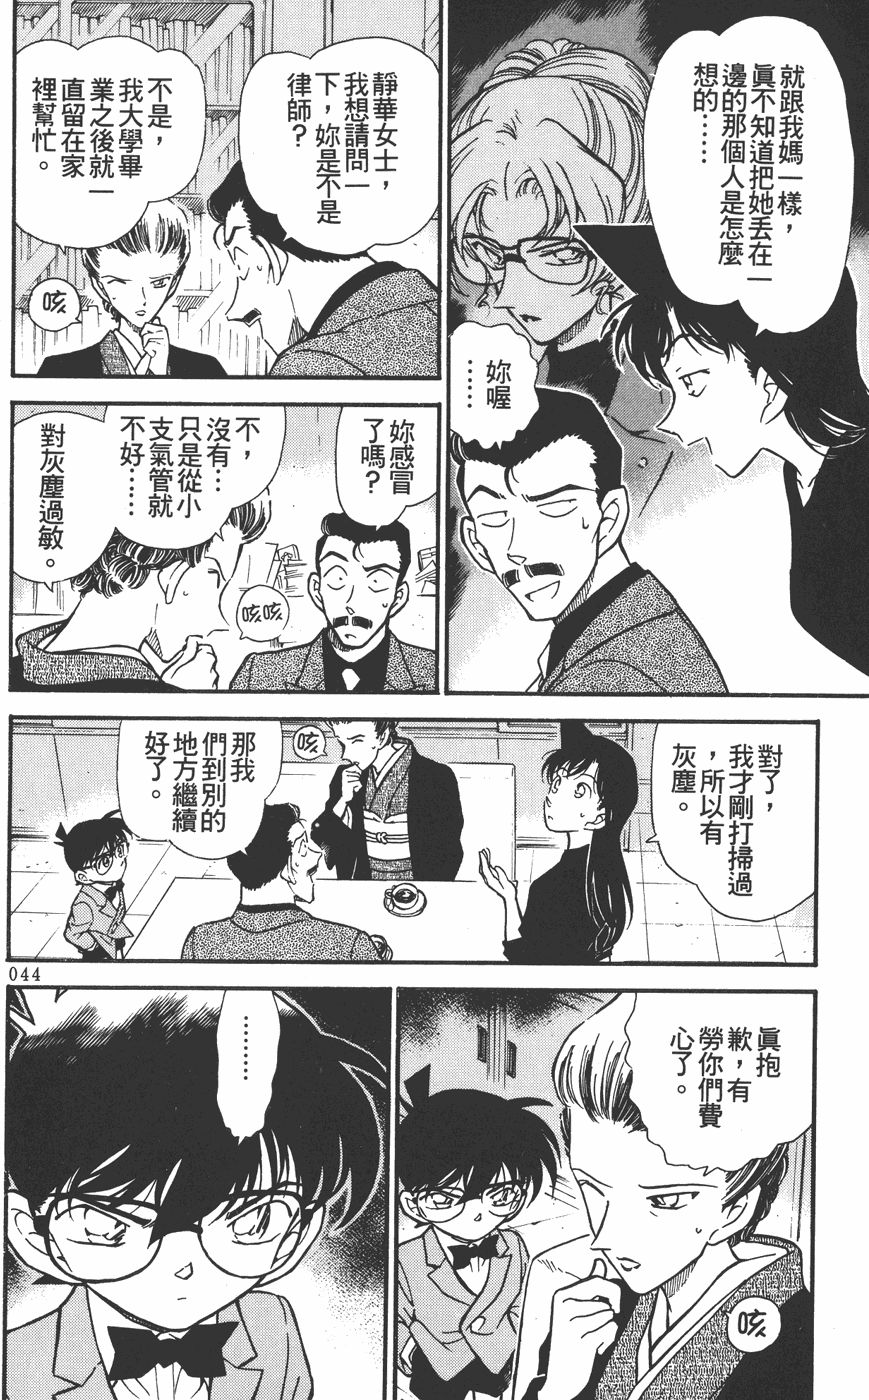 就跟我媽一樣，
眞不知道把她丟在一
邊的那個人是怎麼
想的……
妳喔
……
靜華女士，
我想請問一
下，妳是不是
律師？
不是，
我大學畢
業之後就一
直留在家
裡幫忙。
咳
妳感冒
了嗎？
不，
沒有…
只是從小
支氣管就
不好……
對灰塵過敏。
咳咳
對了，
我才剛打掃過
，所以有
灰塵。
咳
那我
們到別的
地方繼續
好了。
044
眞抱
歉，有
勞你們費
心了。
咳
………